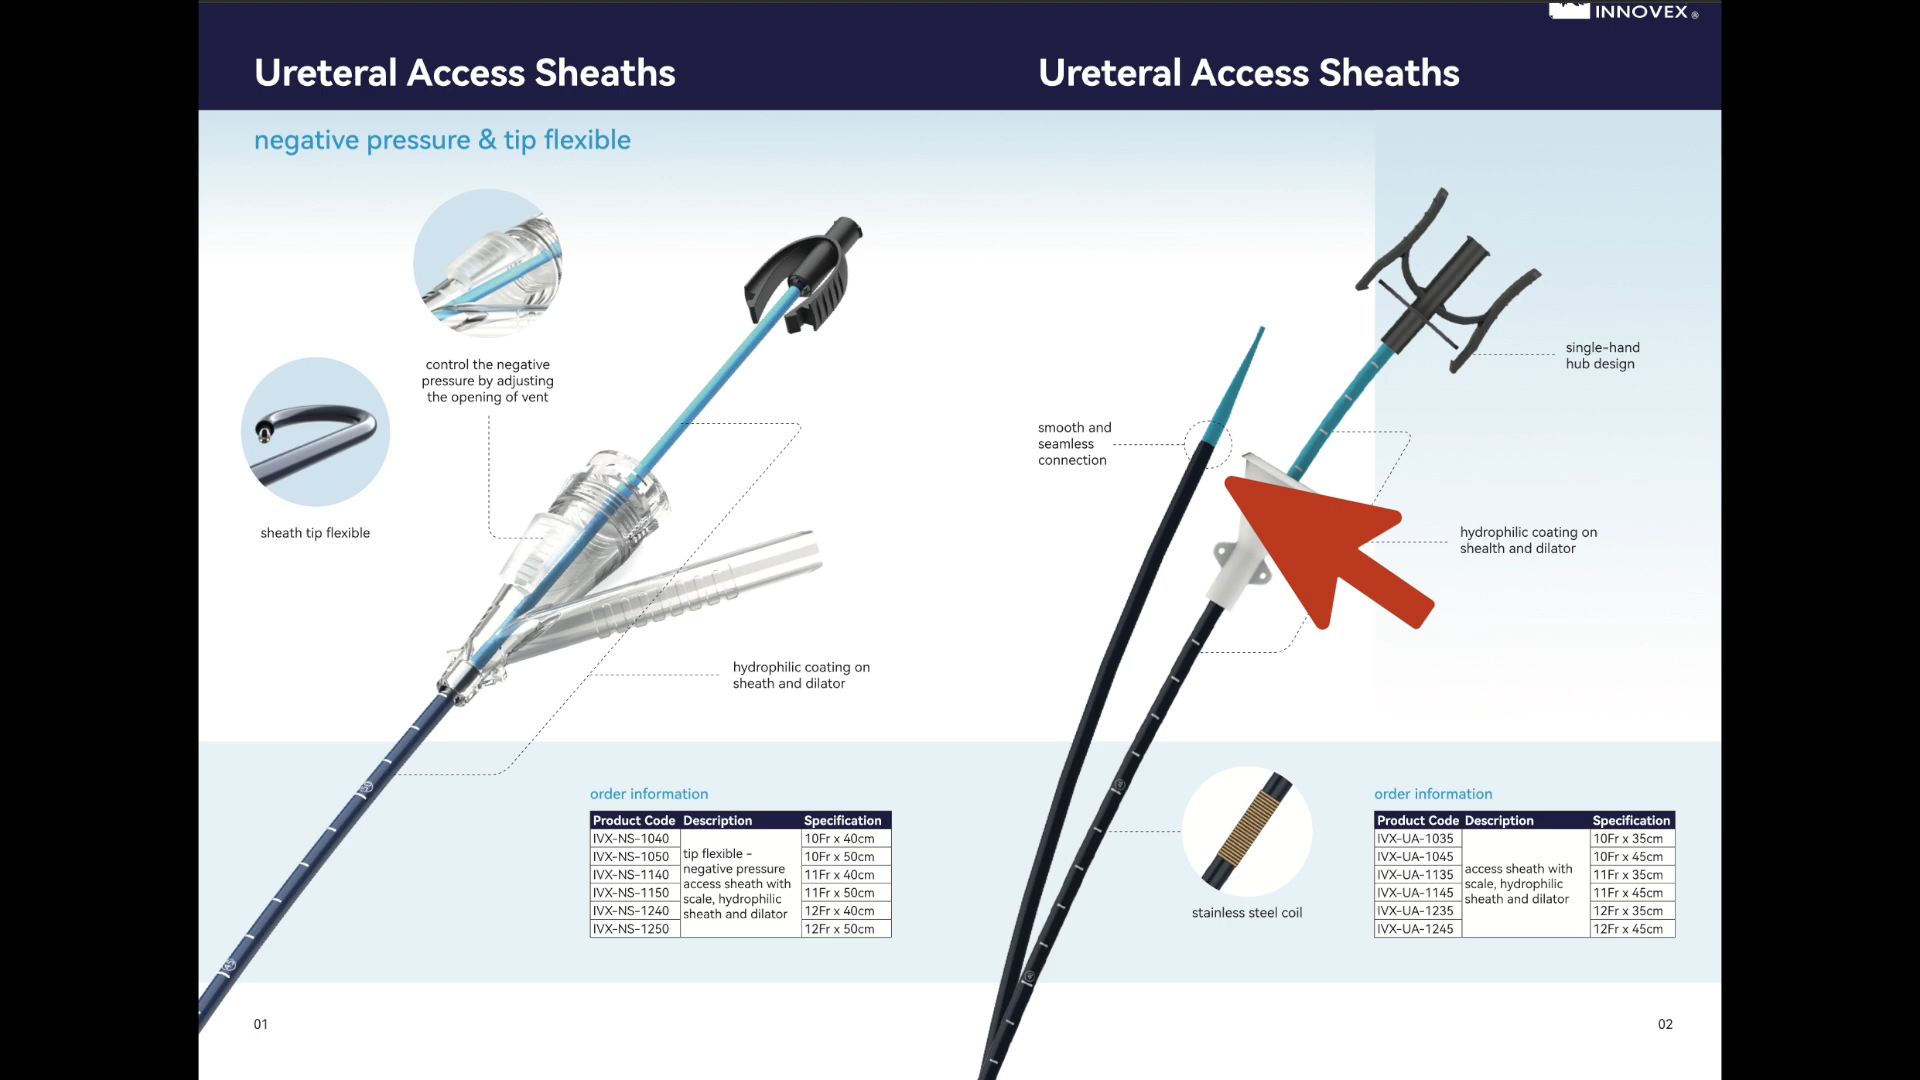 INNOVEX ®
Ureteral Access Sheaths
negative pressure & tip flexible
control the negative
pressure by adjusting
the opening of vent
sheath tip flexible
hydrophilic coating on
sheath and dilator
order information
Product Code Description Specification
IVX-NS-1040 10Fr x 40cm
IVX-NS-1050 10Fr x 50cm
IVX-NS-1140 11Fr x 40cm
IVX-NS-1150 11Fr x 50cm
IVX-NS-1240 12Fr x 40cm
IVX-NS-1250 12Fr x 50cm
tip flexible -
negative pressure
access sheath with
scale, hydrophilic
sheath and dilator
01
Ureteral Access Sheaths
single-hand
hub design
smooth and
seamless
connection
hydrophilic coating on
shealth and dilator
stainless steel coil
order information
Product Code Description Specification
IVX-UA-1035 10Fr x 35cm
IVX-UA-1045 10Fr x 45cm
IVX-UA-1135 11Fr x 35cm
IVX-UA-1145 11Fr x 45cm
IVX-UA-1235 12Fr x 35cm
IVX-UA-1245 12Fr x 45cm
access sheath with
scale, hydrophilic
sheath and dilator
02